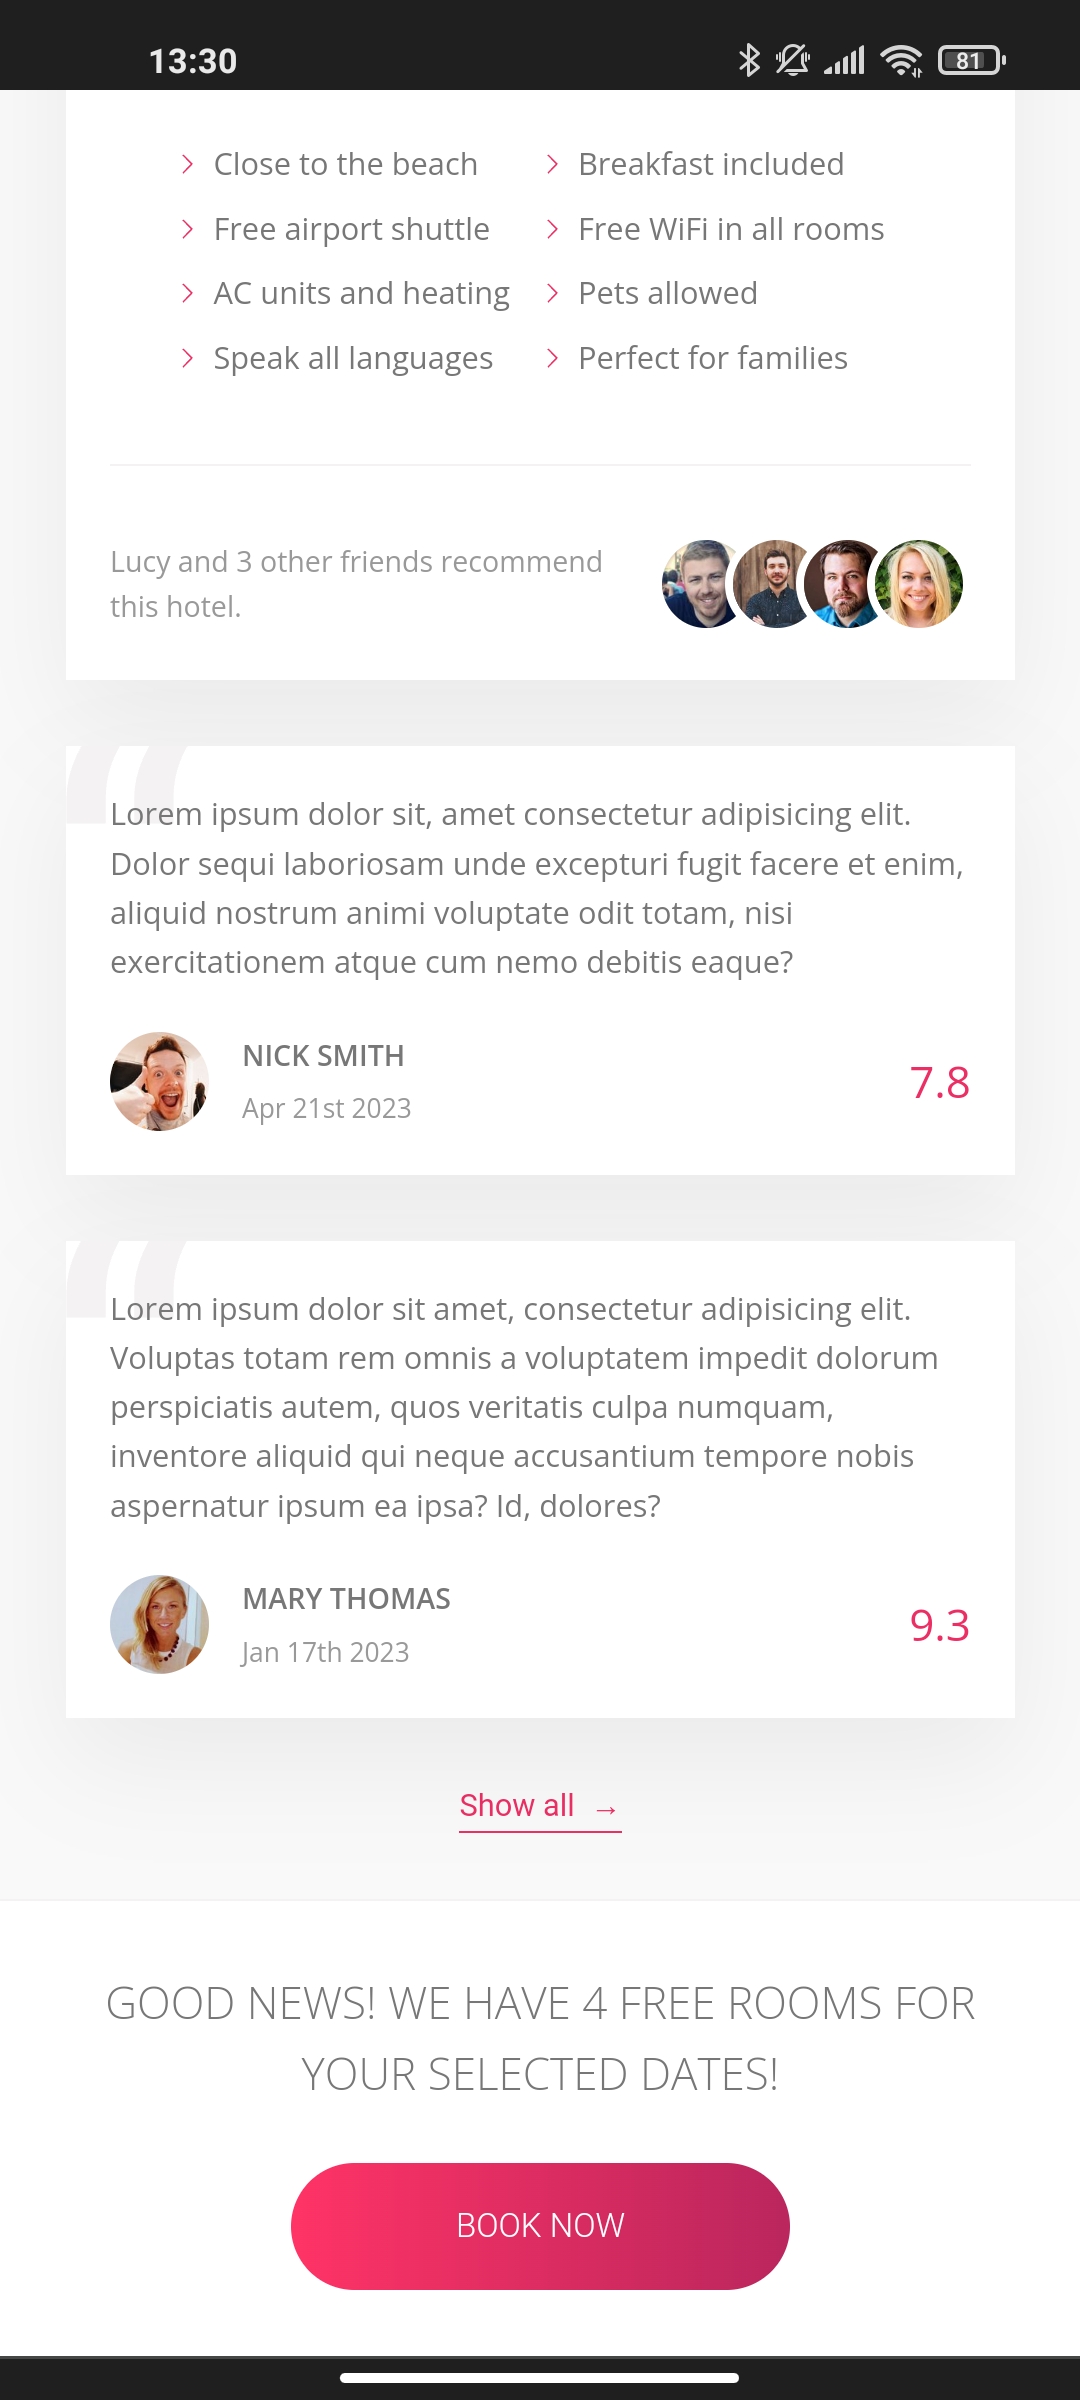 13:30
81
Close to the beach
Breakfast included
Free airport shuttle
Free WiFi in all rooms
AC units and heating
Pets allowed
Speak all languages
Perfect for families
Lucy and 3 other friends recommend
this hotel.
“
Lorem ipsum dolor sit, amet consectetur adipisicing elit.
Dolor sequi laboriosam unde excepturi fugit facere et enim,
aliquid nostrum animi voluptate odit totam, nisi
exercitationem atque cum nemo debitis eaque?
NICK SMITH
Apr 21st 2023
7.8
“
Lorem ipsum dolor sit amet, consectetur adipisicing elit.
Voluptas totam rem omnis a voluptatem impedit dolorum
perspiciatis autem, quos veritatis culpa numquam,
inventore aliquid qui neque accusantium tempore nobis
aspernatur ipsum ea ipsa? Id, dolores?
MARY THOMAS
Jan 17th 2023
9.3
Show all →
GOOD NEWS! WE HAVE 4 FREE ROOMS FOR
YOUR SELECTED DATES!
BOOK NOW